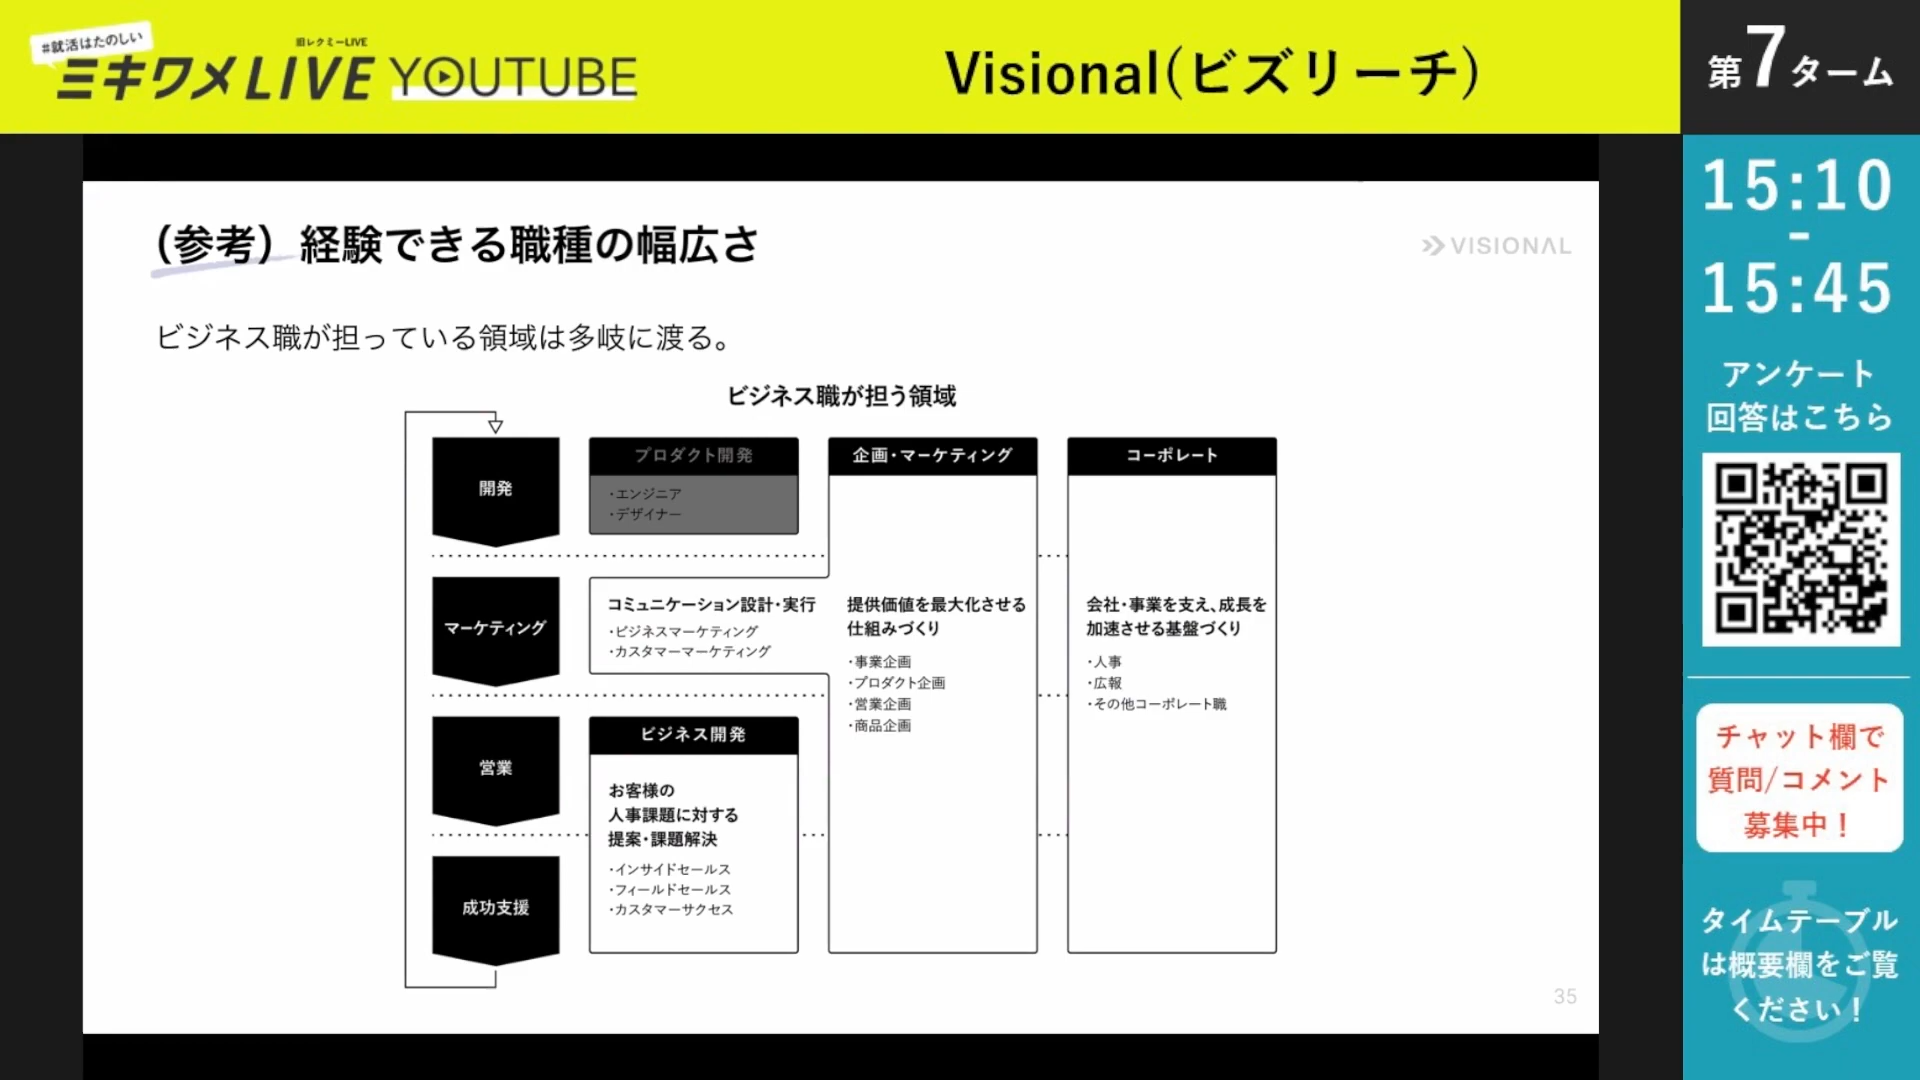 #就活はたのしい
旧レクミーLIVE
ミキワメLIVE YOUTUBE
Visional(ビズリーチ)
第7ターム
15:10
-
15:45
アンケート
回答はこちら
チャット欄で
質問/コメント
募集中！
タイムテーブル
は概要欄をご覧
ください！
（参考）経験できる職種の幅広さ
VISIONAL
ビジネス職が担っている領域は多岐に渡る。
ビジネス職が担う領域
開発
マーケティング
営業
成功支援
プロダクト開発
・エンジニア
・デザイナー
コミュニケーション設計・実行
・ビジネスマーケティング
・カスタマーマーケティング
ビジネス開発
お客様の
人事課題に対する
提案・課題解決
・インサイドセールス
・フィールドセールス
・カスタマーサクセス
企画・マーケティング
提供価値を最大化させる
仕組みづくり
・事業企画
・プロダクト企画
・営業企画
・商品企画
コーポレート
会社・事業を支え、成長を
加速させる基盤づくり
・人事
・広報
・その他コーポレート職
35